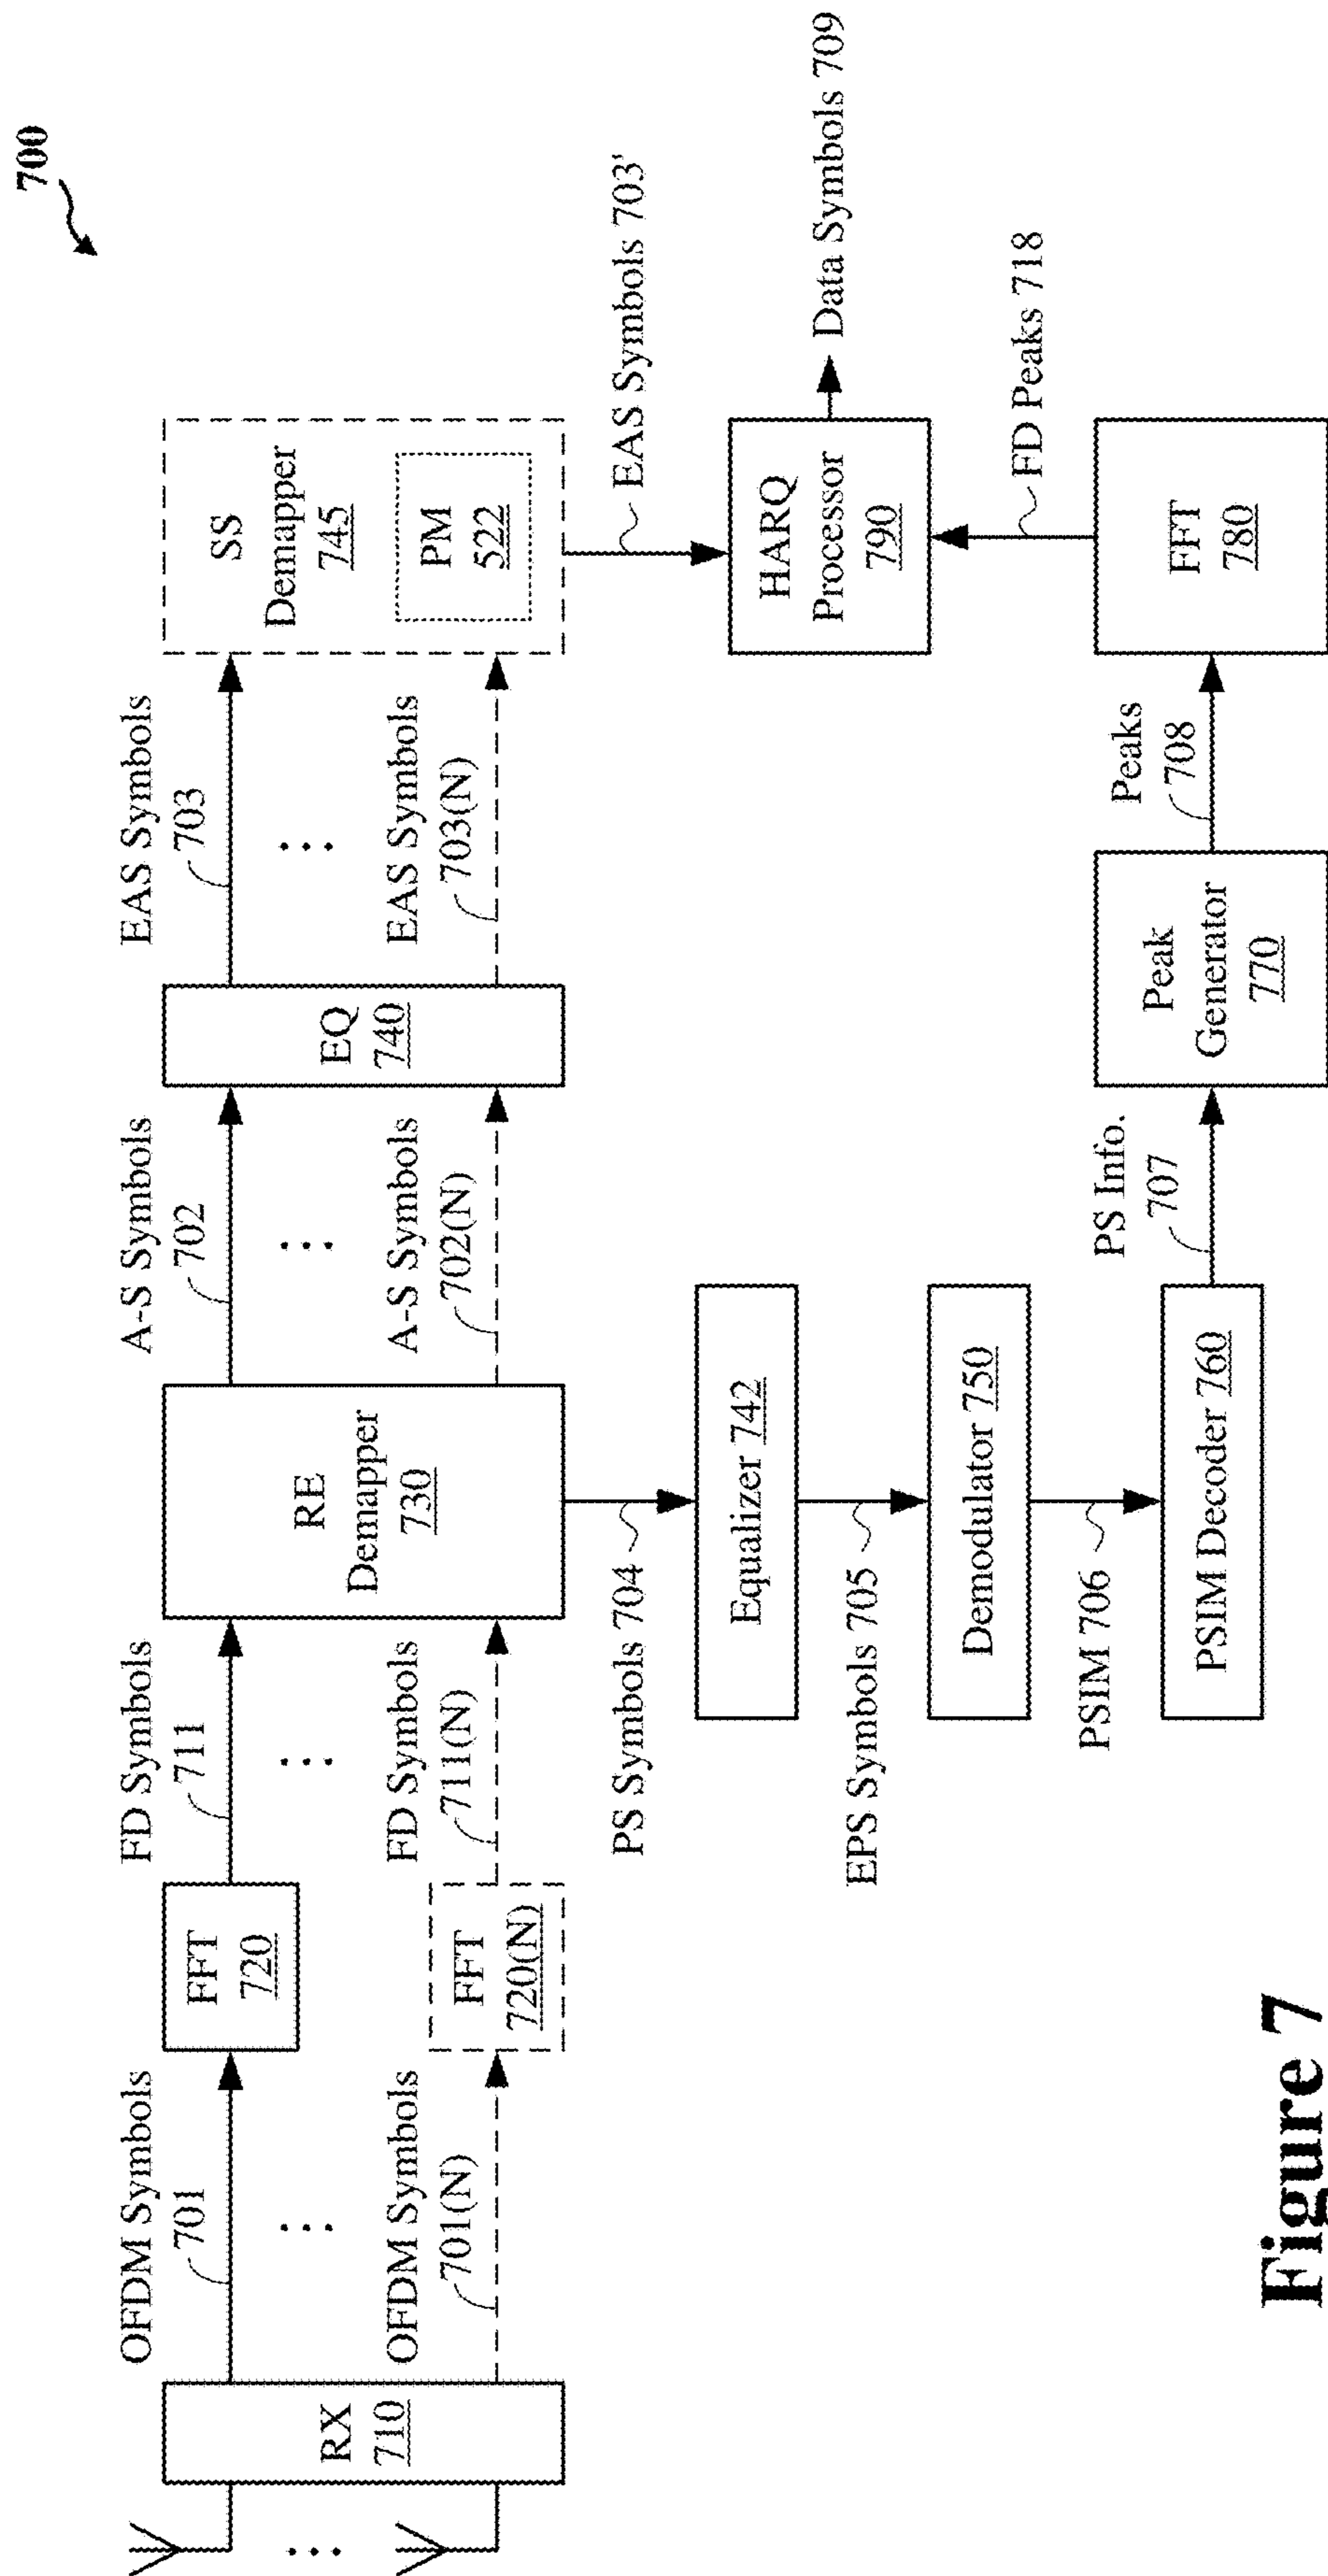 700
OFDM Symbols
701
FD Symbols
711
A-S Symbols
702
EAS Symbols
703
RX
710
FFT
720
RE
Demapper
730
EQ
740
SS
Demapper
745
PM
522
OFDM Symbols
701(N)
FFT
720(N)
FD Symbols
711(N)
A-S Symbols
702(N)
EAS Symbols
703(N)
PS Symbols 704
EAS Symbols 703'
Equalizer 742
HARQ
Processor
790
Data Symbols 709
EPS Symbols 705
Demodulator 750
FD Peaks 718
PSIM 706
PSIM Decoder 760
PS Info.
707
Peak
Generator
770
Peaks
708
FFT
780
Figure 7